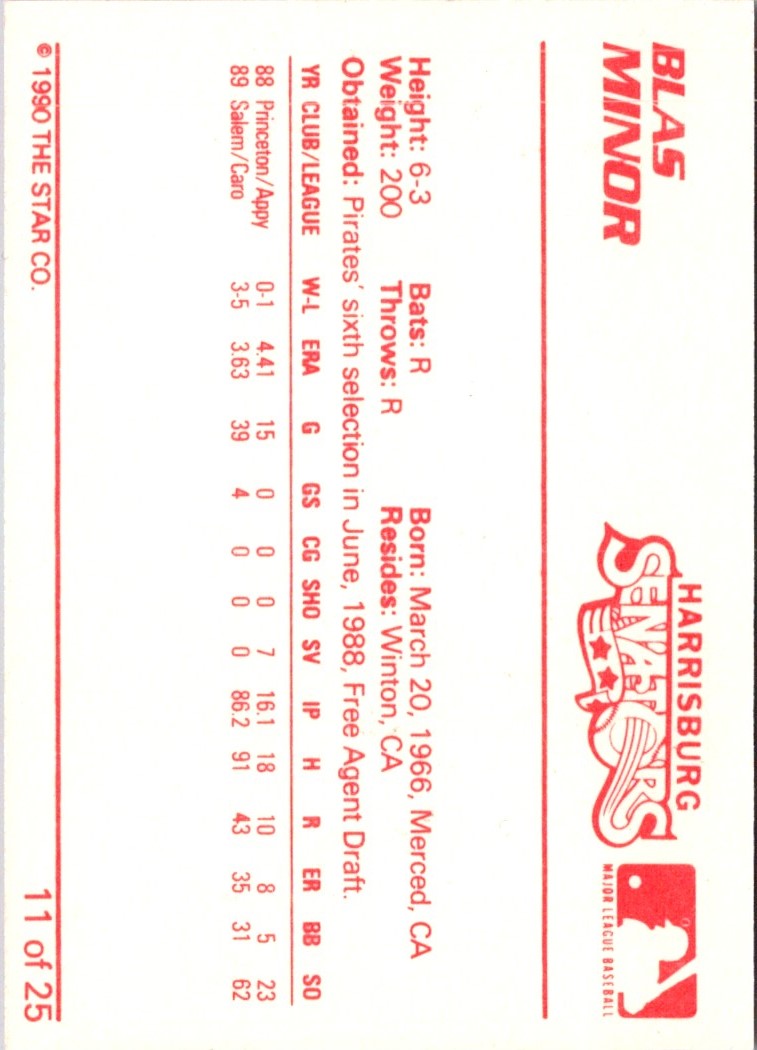 BLAS
MINOR
HARRISBURG
SENATORS
MAJOR LEAGUE BASEBALL
Height: 6-3 Bats: R Born: March 20, 1966, Merced, CA
Weight: 200 Throws: R Resides: Winton, CA
Obtained: Pirates' sixth selection in June, 1988, Free Agent Draft.
YR CLUB/LEAGUE W-L ERA G GS CG SHO SV IP H R ER BB SO
88 Princeton/Appy 0-1 4.41 15 0 0 0 7 16.1 18 10 8 5 23
89 Salem/Caro 3-5 3.63 39 4 0 0 0 86.2 91 43 35 31 62
© 1990 THE STAR CO. 11 of 25